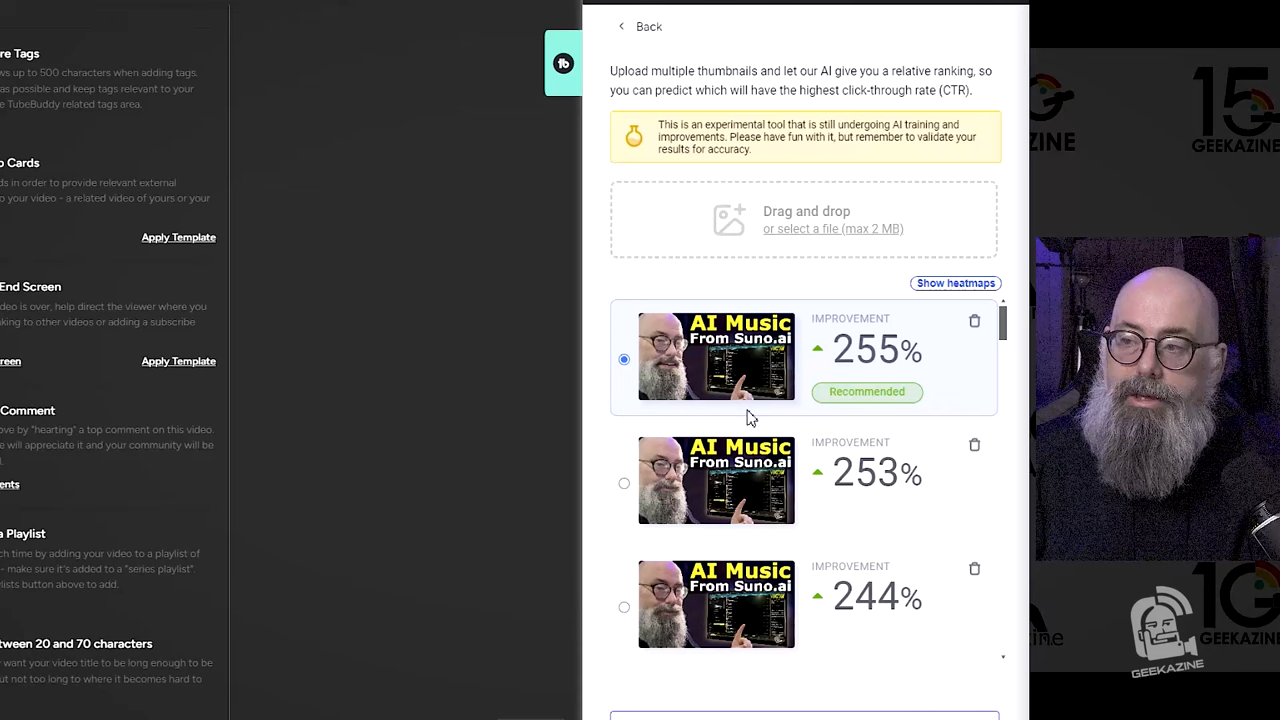 re Tags
ws up to 500 characters when adding tags.
as possible and keep tags relevant to your
e TubeBuddy related tags area.
o Cards
ds in order to provide relevant external
o your video - a related video of yours or your
Apply Template
End Screen
ideo is over, help direct the viewer where you
nking to other videos or adding a subscribe
reen
Apply Template
Comment
ove by "hearting" a top comment on this video.
e will appreciate it and your community will be
d.
ents
a Playlist
ch time by adding your video to a playlist of
- make sure it's added to a "series playlist".
lists button above to add.
tween 20 and 70 characters
want your video title to be long enough to be
ut not too long to where it becomes hard to
Back
Upload multiple thumbnails and let our AI give you a relative ranking, so
you can predict which will have the highest click-through rate (CTR).
This is an experimental tool that is still undergoing AI training and
improvements. Please have fun with it, but remember to validate your
results for accuracy.
Drag and drop
or select a file (max 2 MB)
Show heatmaps
AI Music
From Suno.ai
IMPROVEMENT
255%
Recommended
AI Music
From Suno.ai
IMPROVEMENT
253%
AI Music
From Suno.ai
IMPROVEMENT
244%
15
GEEKAZINE
GEEKAZINE
GEEKAZINE